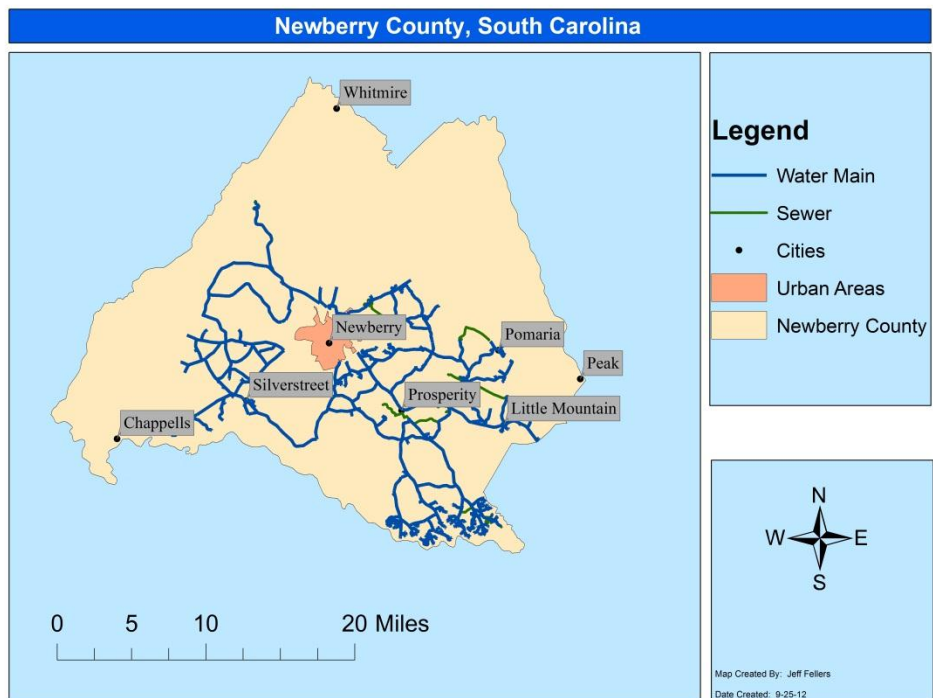 Newberry County, South Carolina
Whitmire
Newberry
Pomaria
Peak
Silverstreet
Prosperity
Little Mountain
Chappells
0 5 10 20 Miles
Legend
Water Main
Sewer
Cities
Urban Areas
Newberry County
N
W E
S
Map Created By: Jeff Fellers
Date Created: 9-25-12